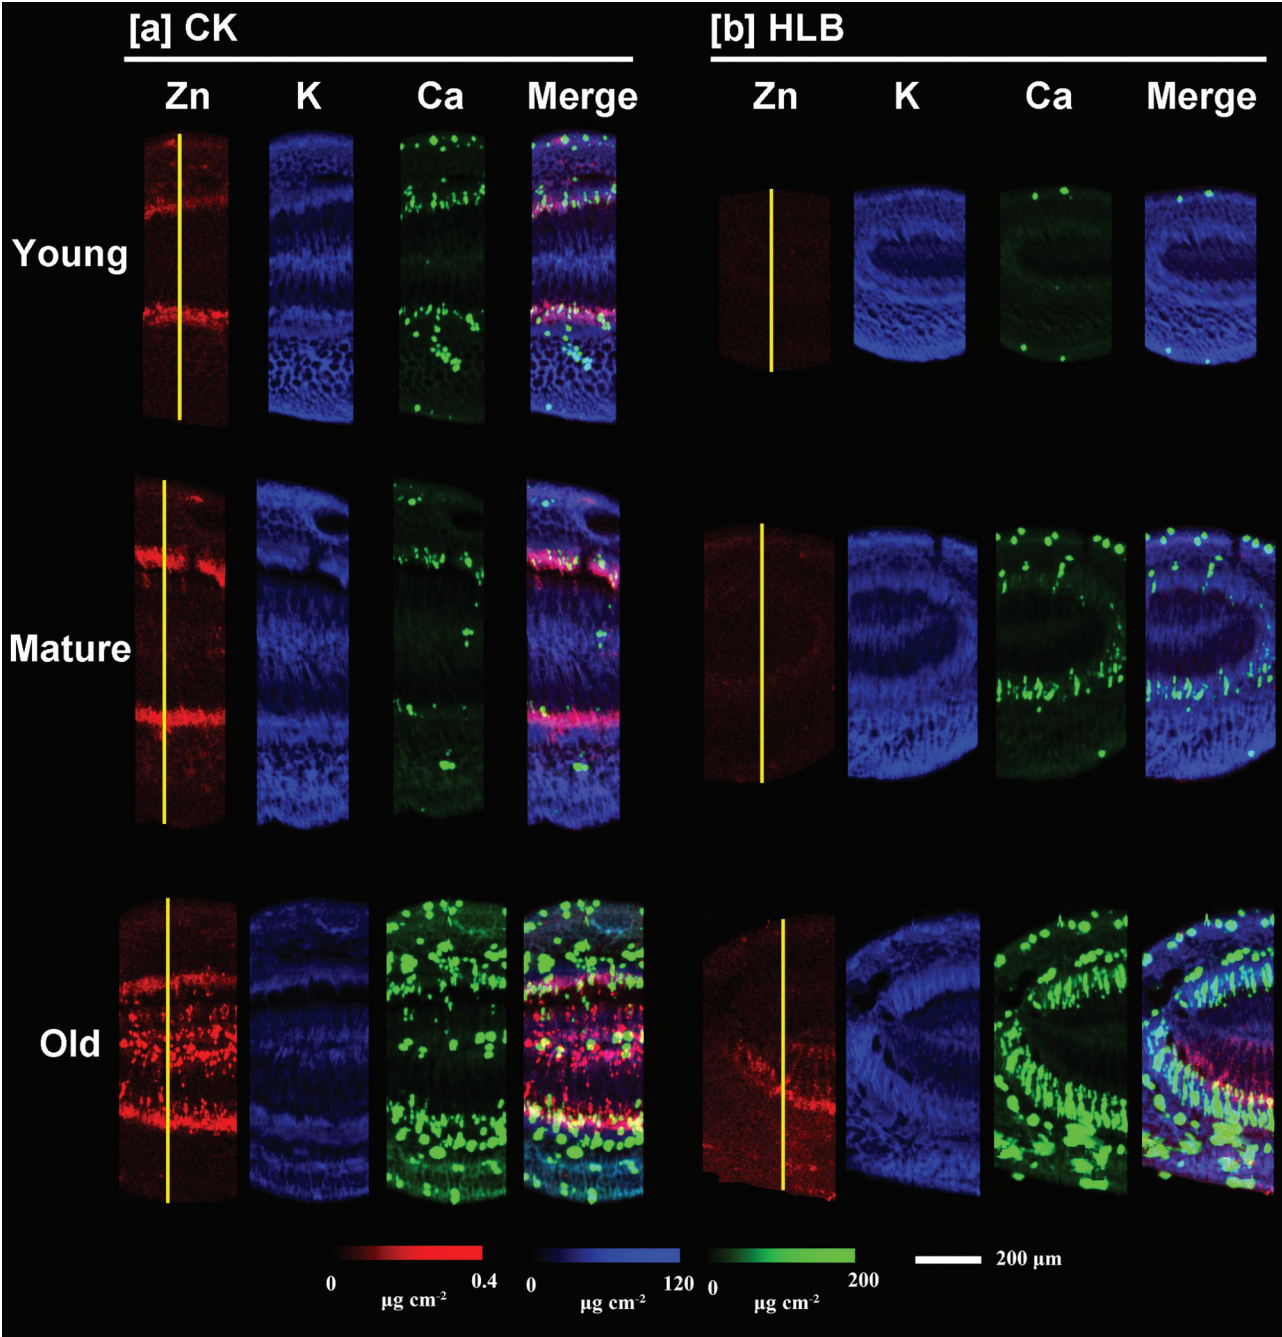 [a] CK
[b] HLB
Zn K Ca Merge
Zn K Ca Merge
Young
Mature
Old
0 0.4
µg cm-2
0 120
µg cm-2
0 200
µg cm-2
200 µm